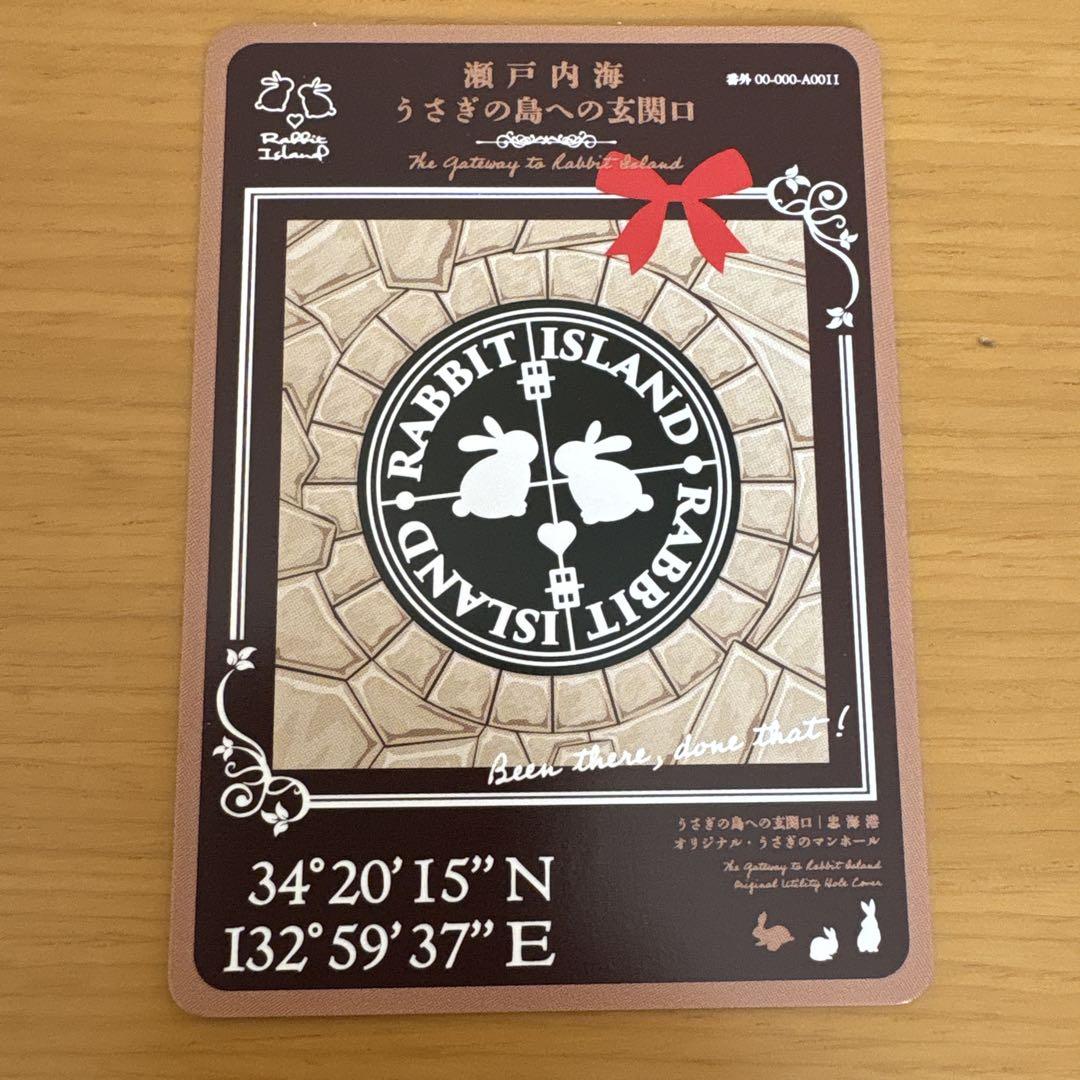 Rabbit
Island
瀬戸内海
うさぎの島への玄関口
The Gateway to Rabbit Island
番外 00-000-A0011
RABBIT ISLAND • RABBIT ISLAND •
Been there, done that!
うさぎの島への玄関口 | 忠海港
オリジナル・うさぎのマンホール
The Gateway to Rabbit Island
Original Utility Hole Cover
34°20’15”N
132°59’37”E